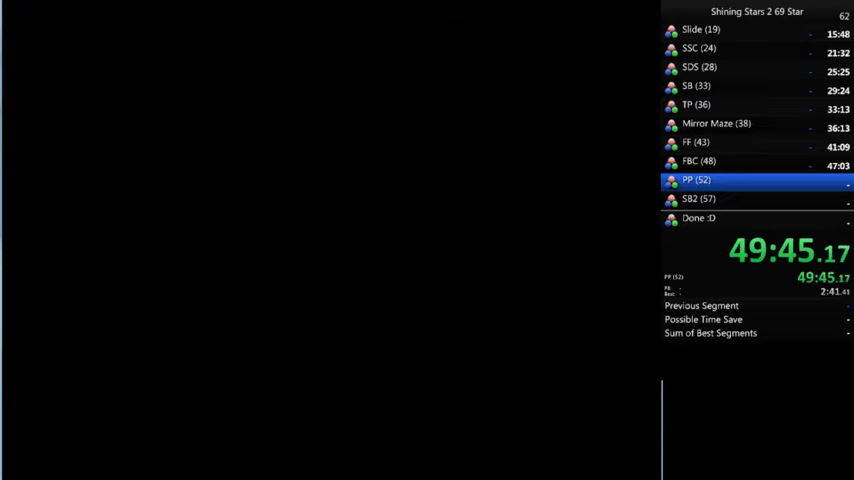 Shining Stars 2 69 Star
62
Slide (19) - 15:48
SSC (24) - 21:32
SDS (28) - 25:25
SB (33) - 29:24
TP (36) - 33:13
Mirror Maze (38) - 36:13
FF (43) - 41:09
FBC (48) - 47:03
PP (52) -
SB2 (57) -
Done :D -
49:45.17
PP (52) 49:45.17
PB: -
Best: - 2:41.41
Previous Segment -
Possible Time Save -
Sum of Best Segments -